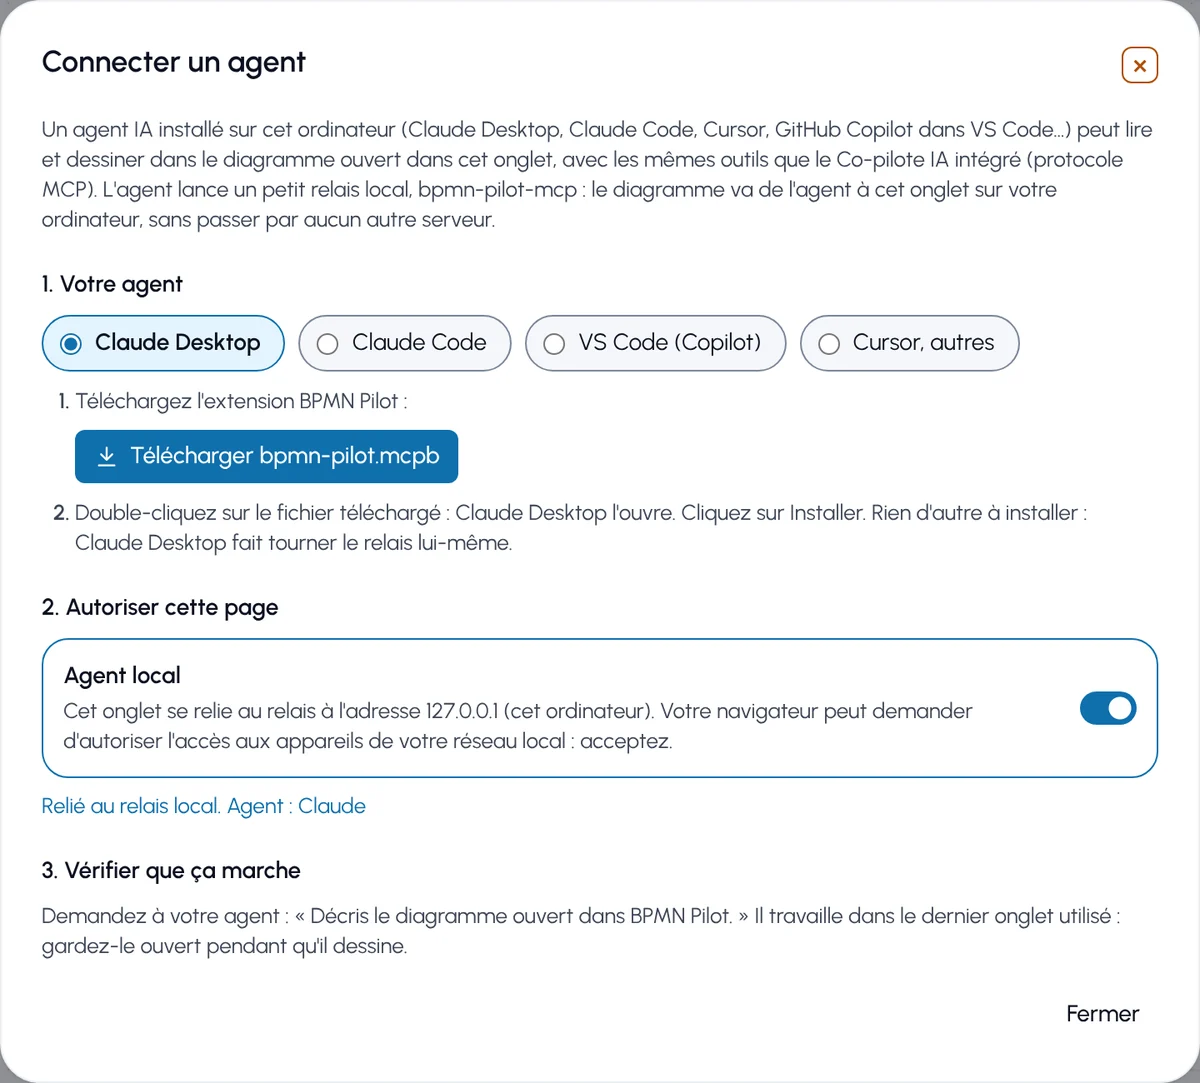 Connecter un agent
Un agent IA installé sur cet ordinateur (Claude Desktop, Claude Code, Cursor, GitHub Copilot dans VS Code…) peut lire
et dessiner dans le diagramme ouvert dans cet onglet, avec les mêmes outils que le Co-pilote IA intégré (protocole
MCP). L'agent lance un petit relais local, bpmn-pilot-mcp : le diagramme va de l'agent à cet onglet sur votre
ordinateur, sans passer par aucun autre serveur.
1. Votre agent
Claude Desktop
Claude Code
VS Code (Copilot)
Cursor, autres
1. Téléchargez l'extension BPMN Pilot :
Télécharger bpmn-pilot.mcpb
2. Double-cliquez sur le fichier téléchargé : Claude Desktop l'ouvre. Cliquez sur Installer. Rien d'autre à installer :
Claude Desktop fait tourner le relais lui-même.
2. Autoriser cette page
Agent local
Cet onglet se relie au relais à l'adresse 127.0.0.1 (cet ordinateur). Votre navigateur peut demander
d'autoriser l'accès aux appareils de votre réseau local : acceptez.
Relié au relais local. Agent : Claude
3. Vérifier que ça marche
Demandez à votre agent : « Décris le diagramme ouvert dans BPMN Pilot. » Il travaille dans le dernier onglet utilisé :
gardez-le ouvert pendant qu'il dessine.
Fermer